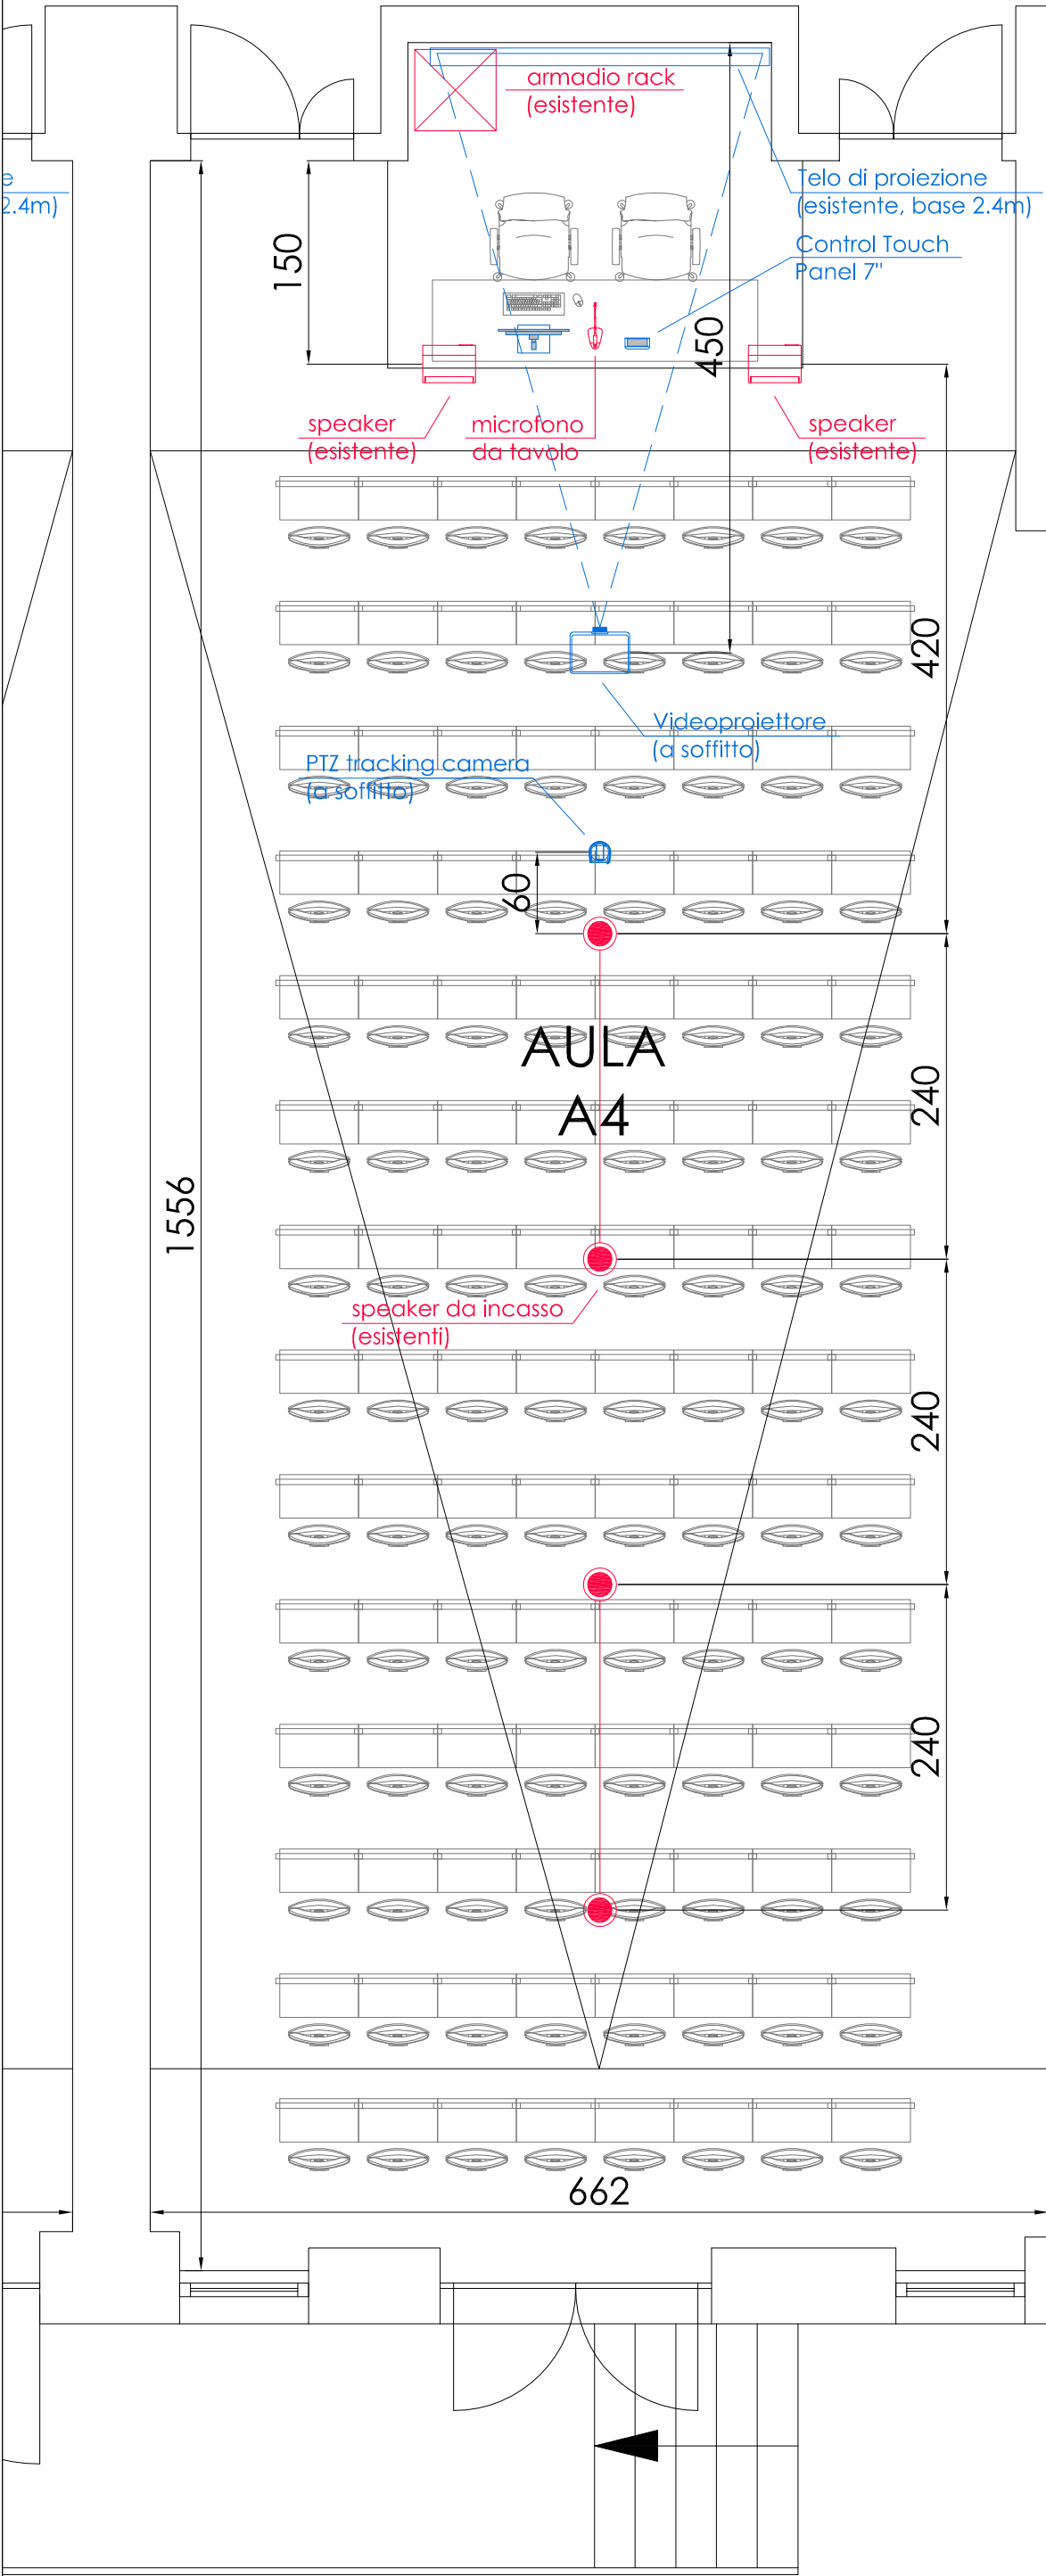 armadio rack
(esistente)
e
2.4m)
Telo di proiezione
(esistente, base 2.4m)
Control Touch
Panel 7"
150
450
speaker
(esistente)
microfono
da tavolo
speaker
(esistente)
420
Videoproiettore
(a soffitto)
PTZ tracking camera
(a soffitto)
60
AULA
A4
240
1556
speaker da incasso
(esistenti)
240
240
662